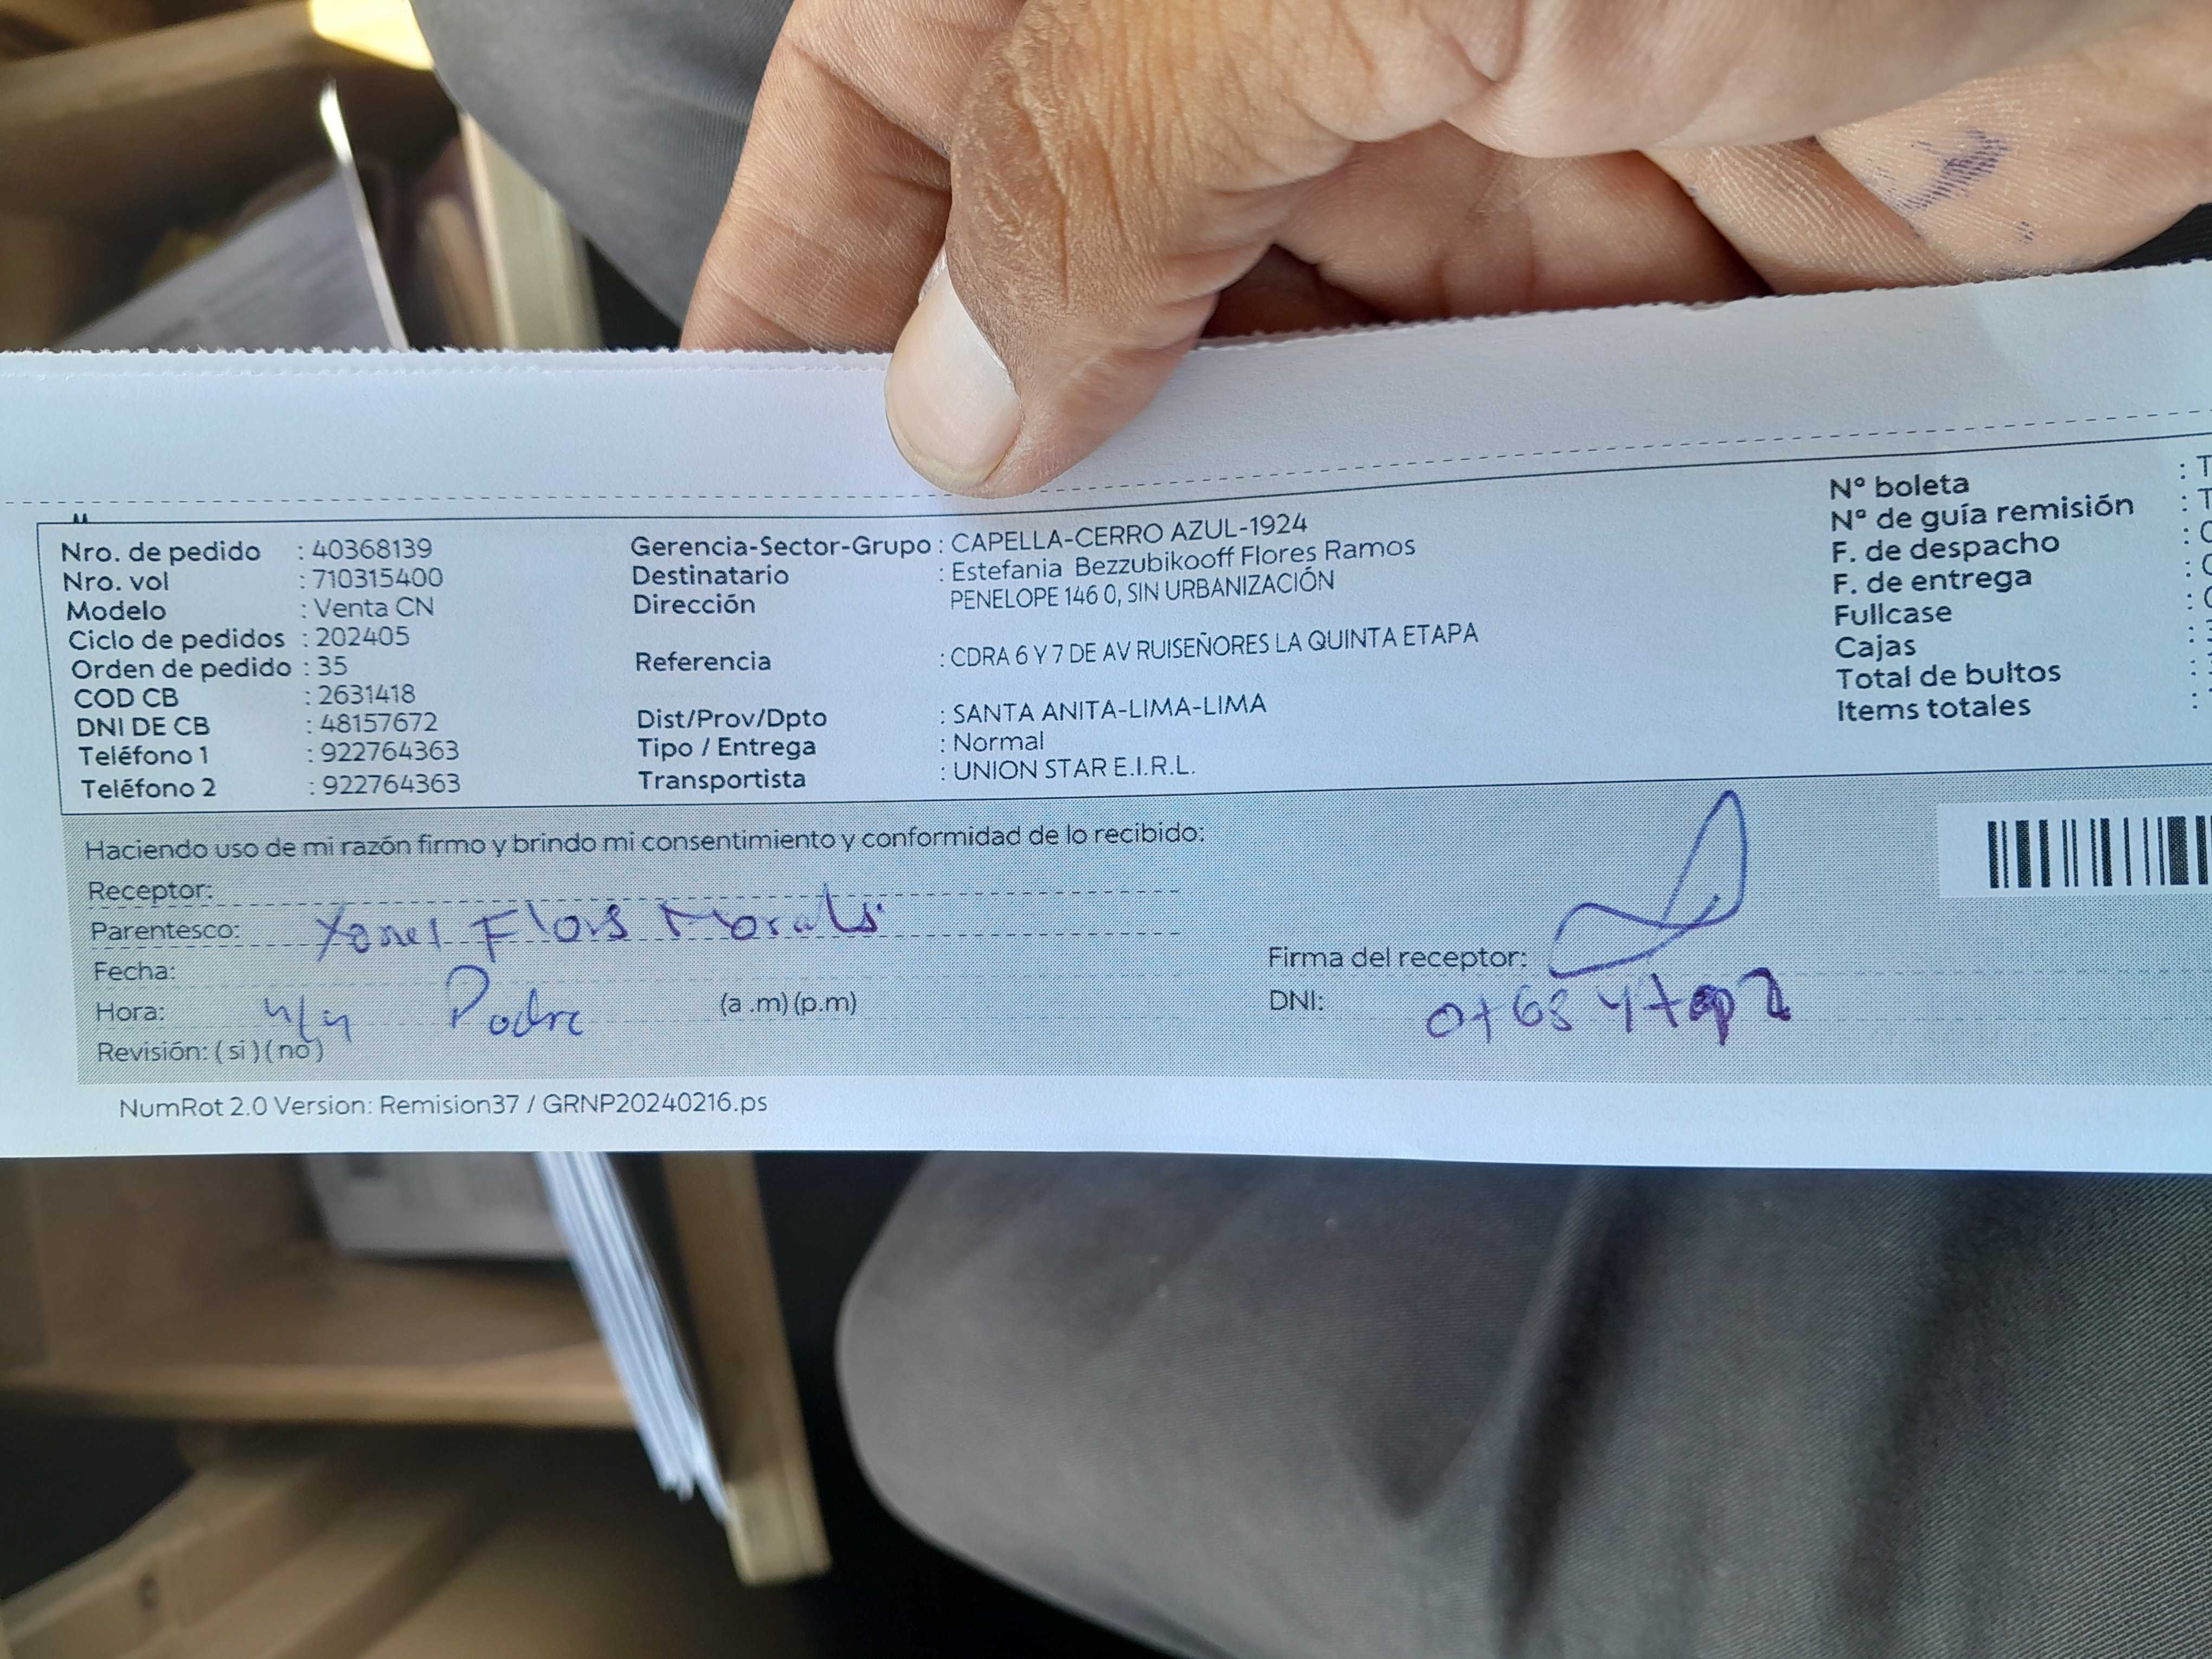 Nro. de pedido : 40368139
Nro. vol : 710315400
Modelo : Venta CN
Ciclo de pedidos : 202405
Orden de pedido : 35
COD CB : 2631418
DNI DE CB : 48157672
Teléfono 1 : 922764363
Teléfono 2 : 922764363
Gerencia-Sector-Grupo : CAPELLA-CERRO AZUL-1924
Destinatario : Estefania Bezzubikooff Flores Ramos
Dirección PENELOPE 146 0, SIN URBANIZACIÓN
Referencia : CDRA 6 Y 7 DE AV RUISEÑORES LA QUINTA ETAPA
Dist/Prov/Dpto : SANTA ANITA-LIMA-LIMA
Tipo / Entrega : Normal
Transportista : UNION STAR E.I.R.L.
Nº boleta : T
Nº de guía remisión : T
F. de despacho :
F. de entrega :
Fullcase :
Cajas :
Total de bultos :
Items totales :
Haciendo uso de mi razón firmo y brindo mi consentimiento y conformidad de lo recibido:
Receptor:
Parentesco:
Fecha:
Hora: Padre (a .m) (p.m)
Revisión: ( si ) ( no )
Firma del receptor:
DNI:
NumRot 2.0 Version: Remision37 / GRNP20240216.ps